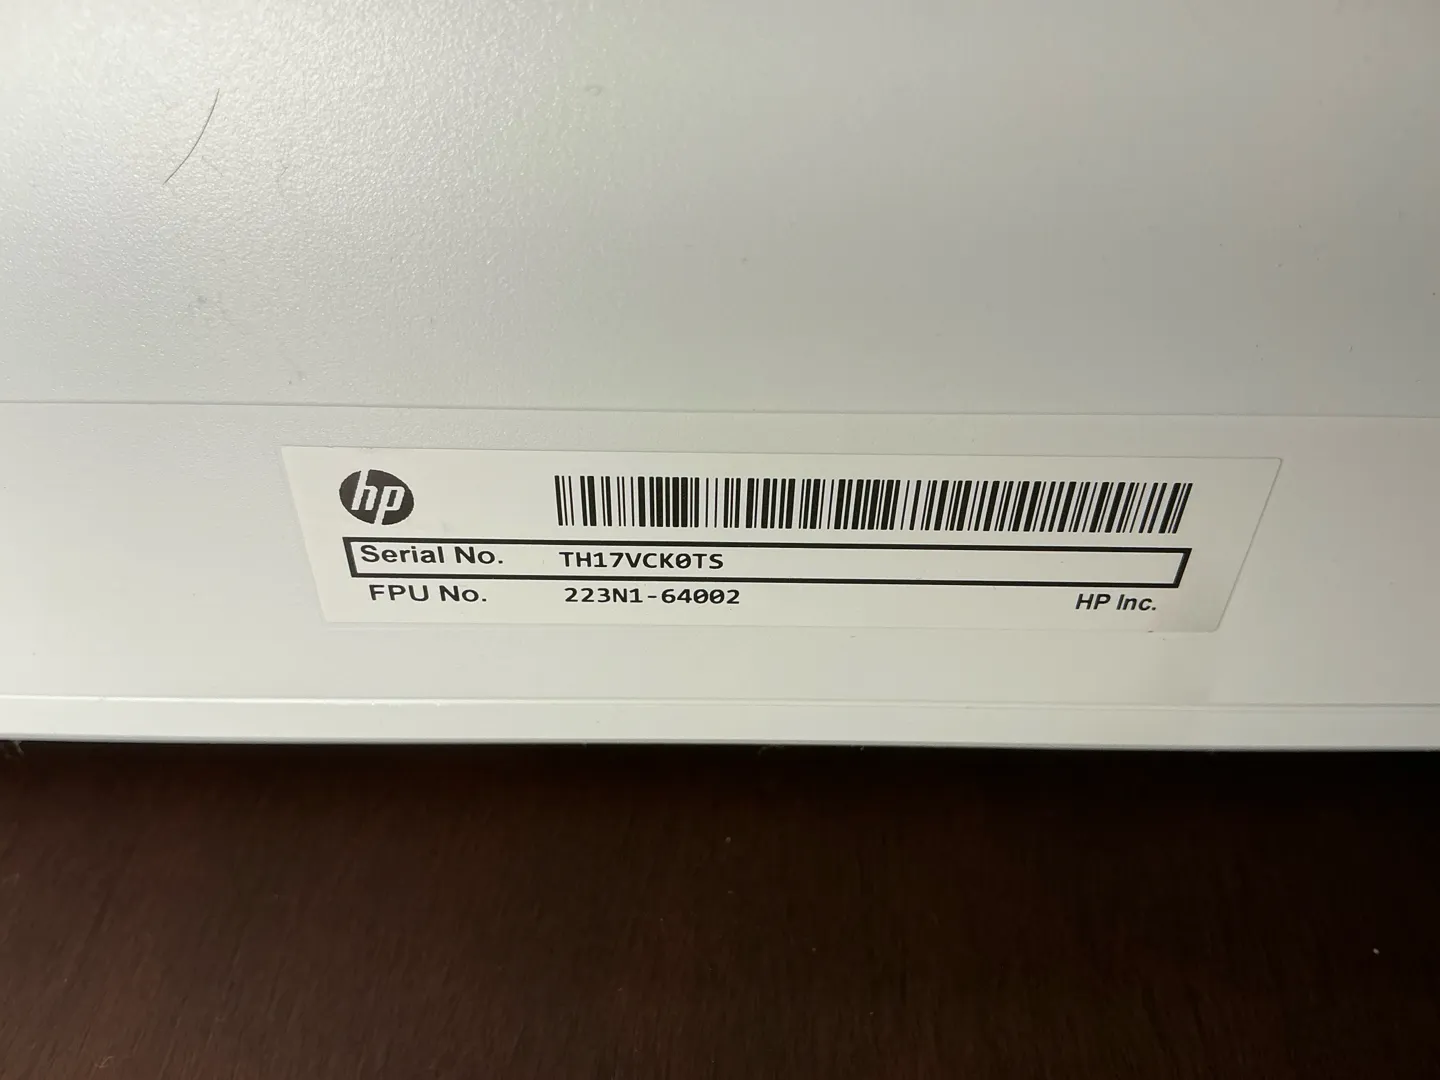 hp
Serial No. TH17VCK0TS
FPU No. 223N1-64002
HP Inc.